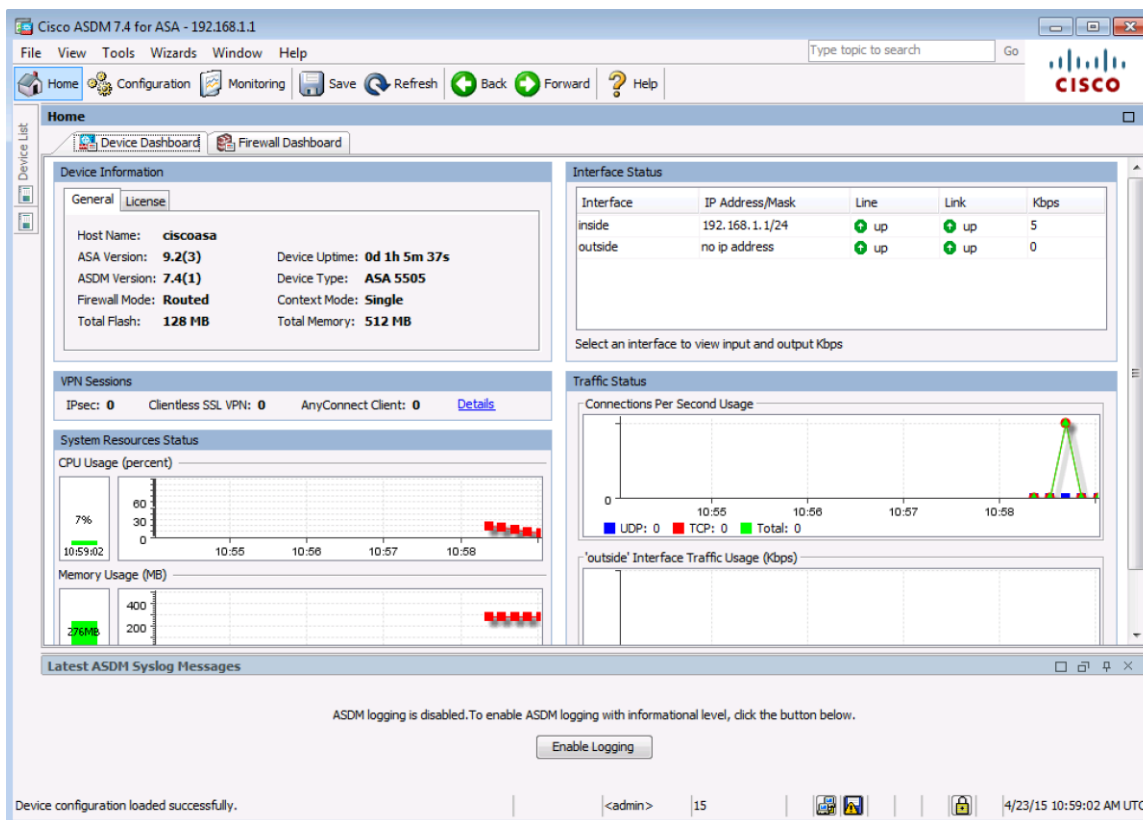 Cisco ASDM 7.4 for ASA - 192.168.1.1
File View Tools Wizards Window Help
Type topic to search Go
Home Configuration Monitoring Save Refresh Back Forward Help
CISCO
Device List
Home
Device Dashboard Firewall Dashboard
Device Information
General License
Host Name: ciscoasa
ASA Version: 9.2(3) Device Uptime: 0d 1h 5m 37s
ASDM Version: 7.4(1) Device Type: ASA 5505
Firewall Mode: Routed Context Mode: Single
Total Flash: 128 MB Total Memory: 512 MB
Interface Status
Interface IP Address/Mask Line Link Kbps
inside 192.168.1.1/24 up up 5
outside no ip address up up 0
Select an interface to view input and output Kbps
VPN Sessions
IPsec: 0 Clientless SSL VPN: 0 AnyConnect Client: 0 Details
System Resources Status
CPU Usage (percent)
7%
10:59:02
60
30
0
10:55 10:56 10:57 10:58
Memory Usage (MB)
276MB
400
200
Traffic Status
Connections Per Second Usage
0
10:55 10:56 10:57 10:58
UDP: 0 TCP: 0 Total: 0
'outside' Interface Traffic Usage (Kbps)
Latest ASDM Syslog Messages
ASDM logging is disabled.To enable ASDM logging with informational level, click the button below.
Enable Logging
Device configuration loaded successfully. <admin> 15 4/23/15 10:59:02 AM UTC